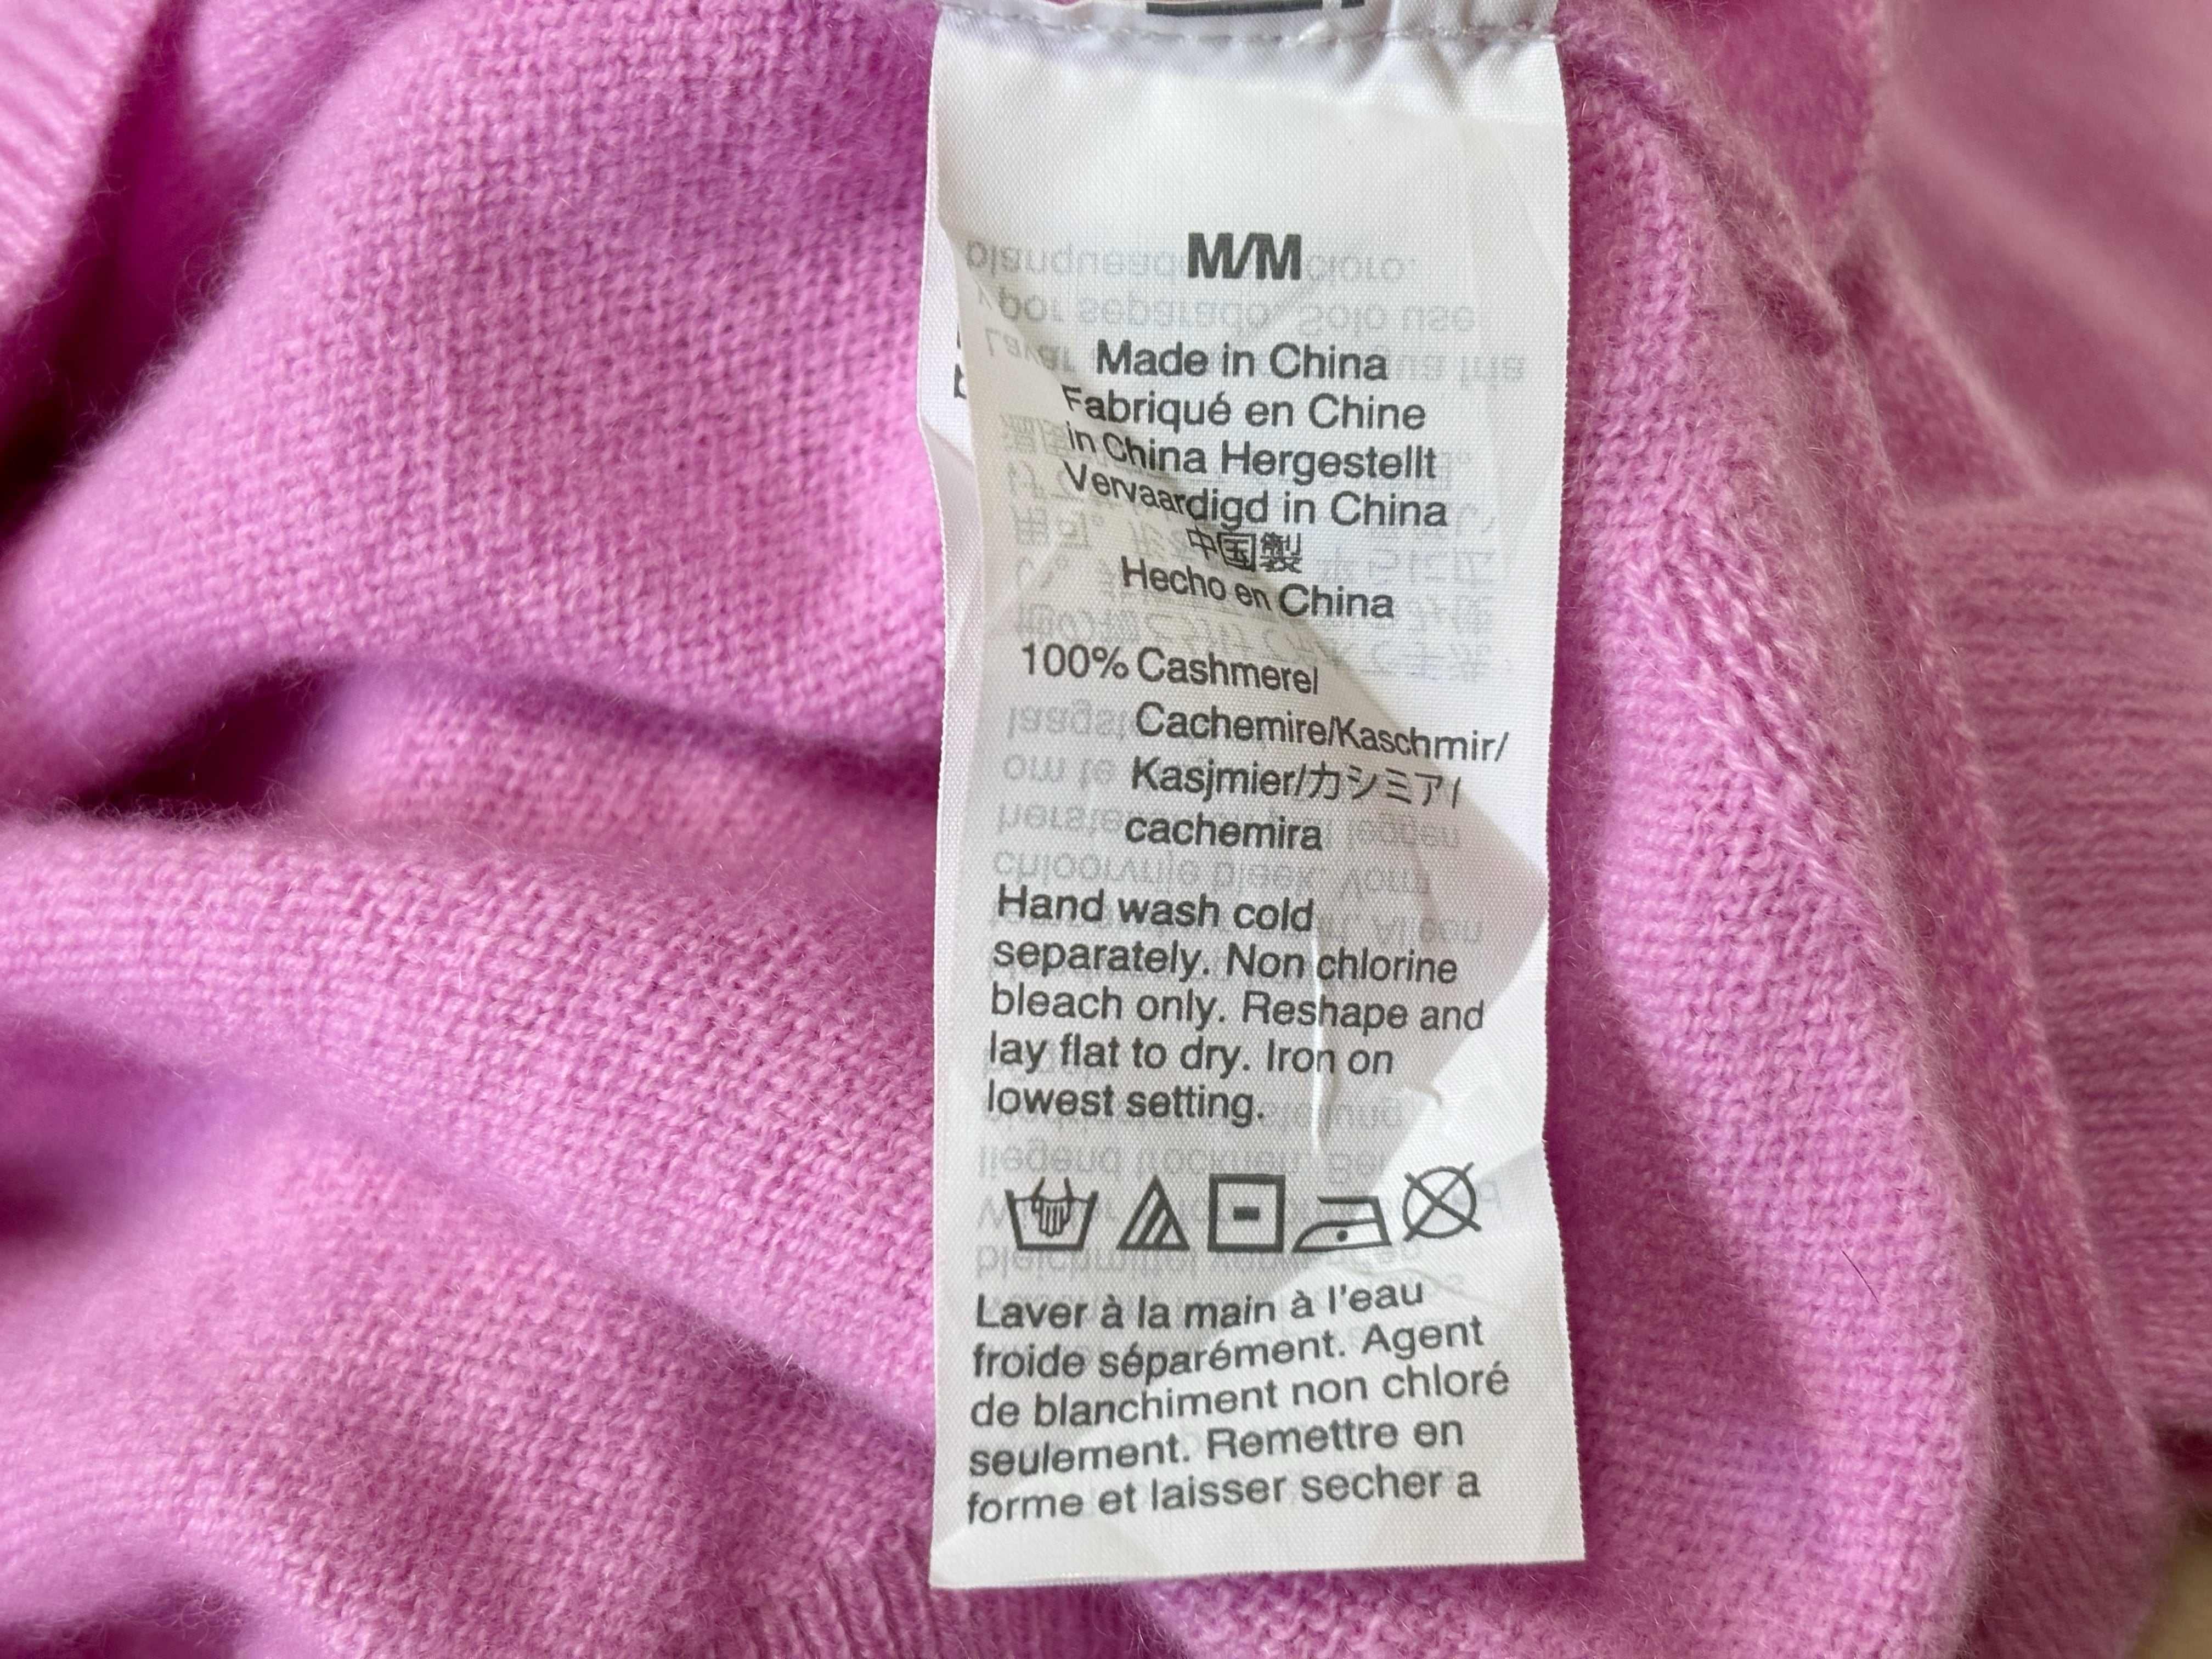 M/M
Made in China
Fabriqué en Chine
in China Hergestellt
Vervaardigd in China
中国製
Hecho en China
100% Cashmere/
Cachemire/Kaschmir/
Kasjmier/カシミア/
cachemira
Hand wash cold
separately. Non chlorine
bleach only. Reshape and
lay flat to dry. Iron on
lowest setting.
Laver à la main à l'eau
froide séparément. Agent
de blanchiment non chloré
seulement. Remettre en
forme et laisser secher a